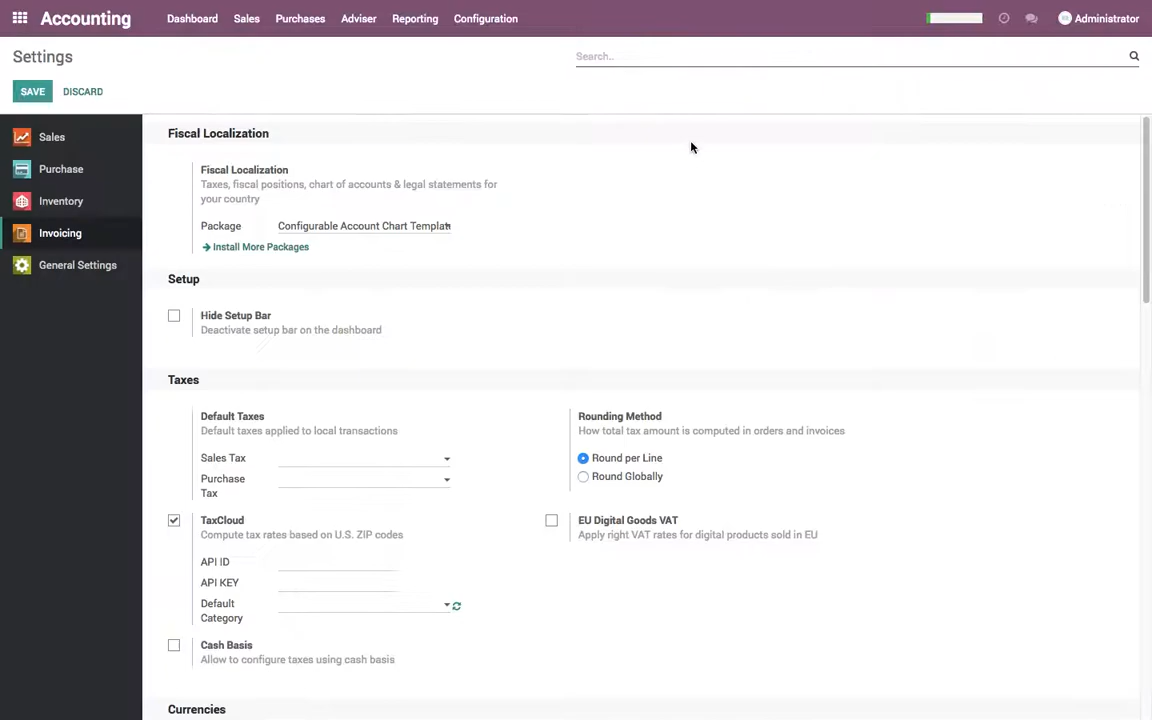 Accounting Dashboard Sales Purchases Adviser Reporting Configuration Administrator
Settings
Search...
SAVE DISCARD
Sales
Purchase
Inventory
Invoicing
General Settings
Fiscal Localization
Fiscal Localization
Taxes, fiscal positions, chart of accounts & legal statements for
your country
Package Configurable Account Chart Templat
Install More Packages
Setup
Hide Setup Bar
Deactivate setup bar on the dashboard
Taxes
Default Taxes
Default taxes applied to local transactions
Sales Tax
Purchase
Tax
Rounding Method
How total tax amount is computed in orders and invoices
Round per Line
Round Globally
TaxCloud
Compute tax rates based on U.S. ZIP codes
API ID
API KEY
Default
Category
EU Digital Goods VAT
Apply right VAT rates for digital products sold in EU
Cash Basis
Allow to configure taxes using cash basis
Currencies